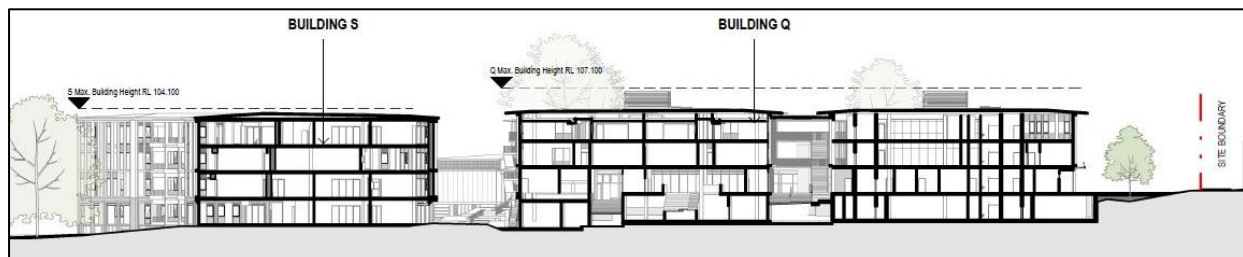 BUILDING S
BUILDING Q
Q Max. Building Height RL 107.100
S Max. Building Height RL 104.100
SITE BOUNDARY